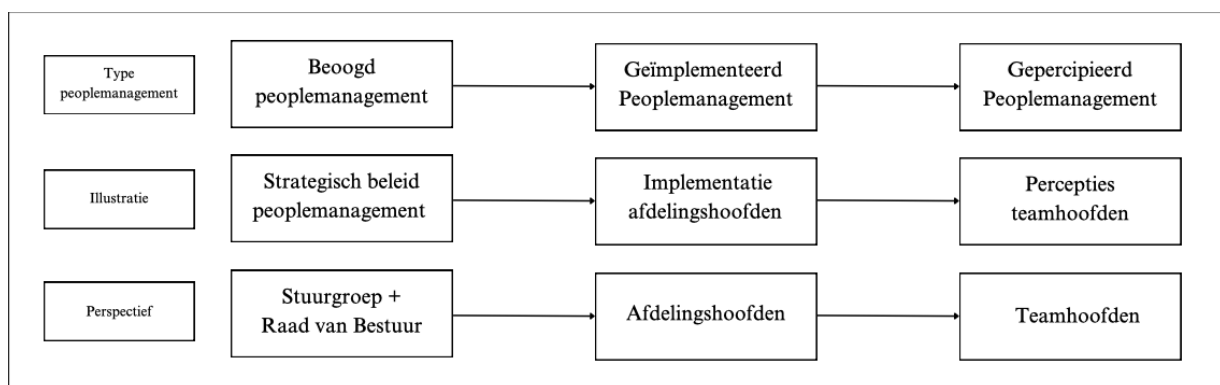 Type
peoplemanagement
Beoogd
peoplemanagement
Geïmplementeerd
Peoplemanagement
Gepercipieerd
Peoplemanagement
Illustratie
Strategisch beleid
peoplemanagement
Implementatie
afdelingshoofden
Percepties
teamhoofden
Perspectief
Stuurgroep +
Raad van Bestuur
Afdelingshoofden
Teamhoofden